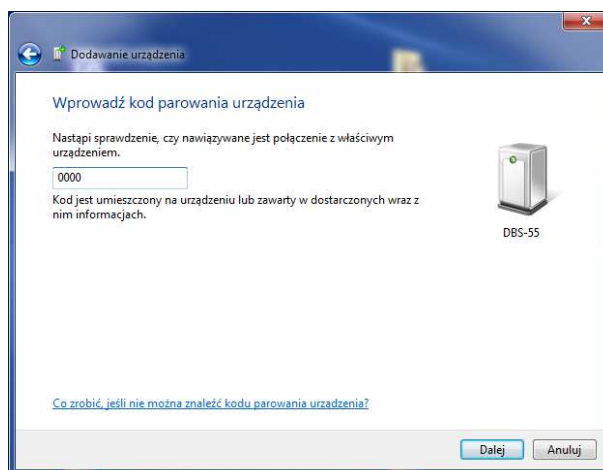 Dodawanie urządzenia
Wprowadź kod parowania urządzenia
Nastąpi sprawdzenie, czy nawiązywane jest połączenie z właściwym
urządzeniem.
0000
Kod jest umieszczony na urządzeniu lub zawarty w dostarczonych wraz z
nim informacjach.
DBS-55
Co zrobić, jeśli nie można znaleźć kodu parowania urzadzenia?
Dalej
Anuluj